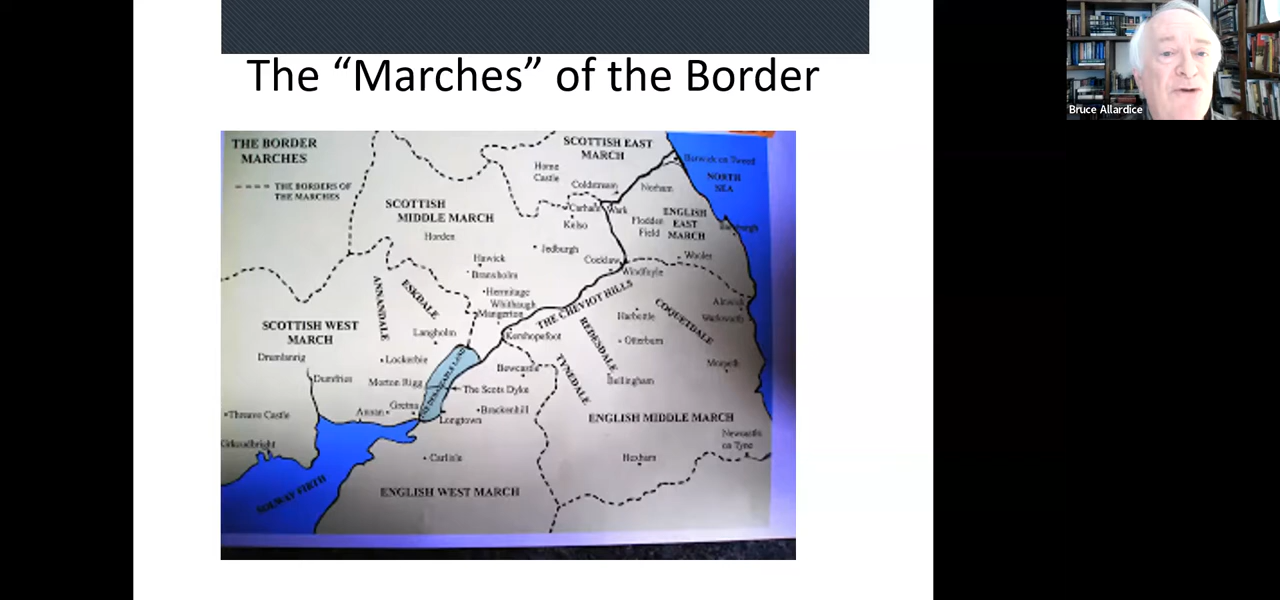 The “Marches” of the Border
Bruce Allardice
THE BORDER
MARCHES
THE BORDERS OF
THE MARCHES
SCOTTISH EAST
MARCH
Berwick on Tweed
NORTH
SEA
Home
Castle
Coldstream
Norham
SCOTTISH
MIDDLE MARCH
Carham
Wark
ENGLISH
EAST
MARCH
Flodden
Field
Kelso
Horden
Jedburgh
Cocklaw
Wooler
Windfayle
Hawick
Bransholm
Hermitage
Whithaugh
Mangerton
THE CHEVIOT HILLS
ANNANDALE
ESKDALE
COQUETDALE
Alnwick
Warkworth
Harbottle
SCOTTISH WEST
MARCH
Langholm
Kershopefoot
REDESDALE
Otterburn
Drumlanrig
Lockerbie
Bewcastle
TYNEDALE
Morpeth
Dumfries
Morton Rigg
The Scots Dyke
Bellingham
Threave Castle
Annan
Gretna
Brackenhill
Longtown
ENGLISH MIDDLE MARCH
Newcastle
on Tyne
Carlisle
Hexham
SOLWAY FIRTH
ENGLISH WEST MARCH